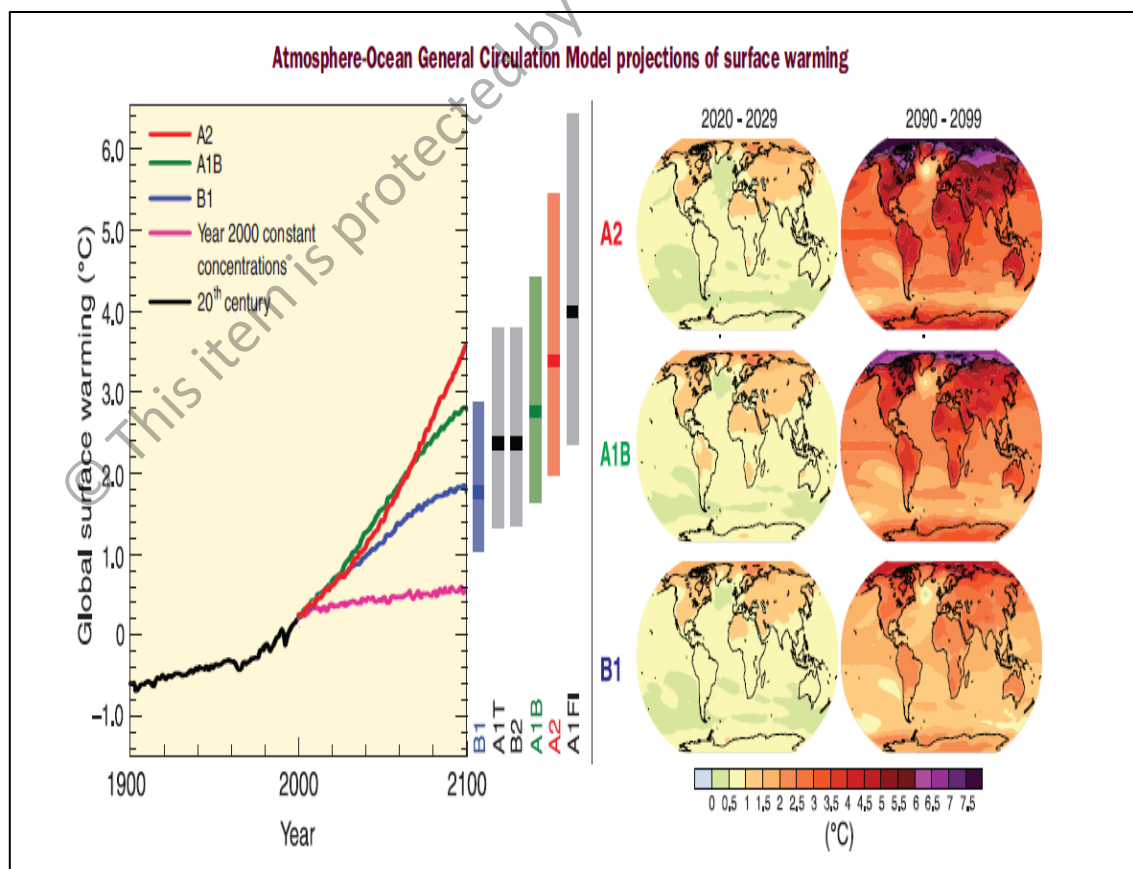 Atmosphere-Ocean General Circulation Model projections of surface warming
© This item is protected by
Global surface warming (°C)
6.0
5.0
4.0
3.0
2.0
1.0
0
–1.0
A2
A1B
B1
Year 2000 constant
concentrations
20th century
1900
2000
2100
Year
B1
A1T
B2
A1B
A2
A1FI
2020 - 2029
2090 - 2099
A2
A1B
B1
0 0.5 1 1.5 2 2.5 3 3.5 4 4.5 5 5.5 6 6.5 7 7.5
(°C)